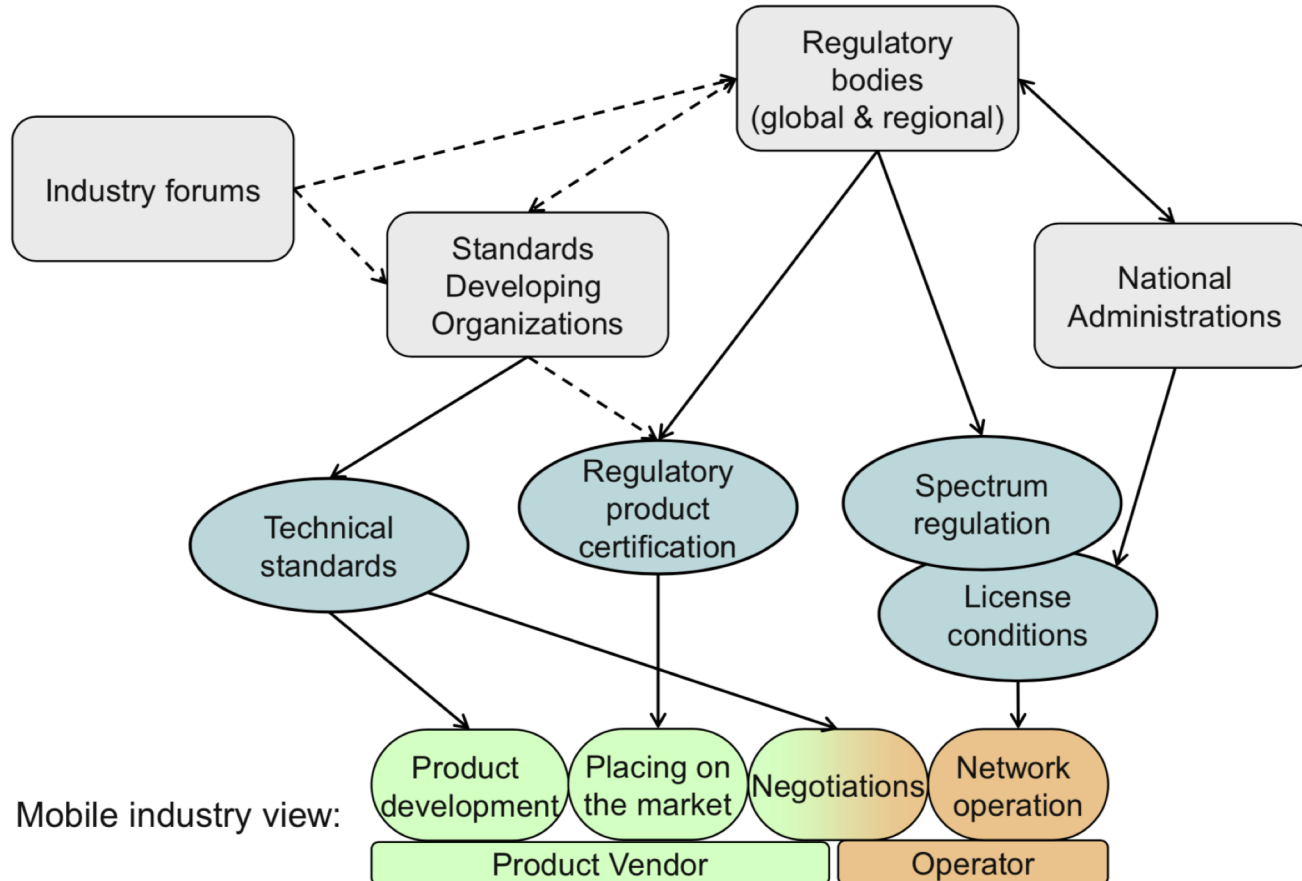 Regulatory
bodies
(global & regional)
Industry forums
Standards
Developing
Organizations
National
Administrations
Technical
standards
Regulatory
product
certification
Spectrum
regulation
License
conditions
Mobile industry view:
Product
development
Placing on
the market
Negotiations
Network
operation
Product Vendor
Operator